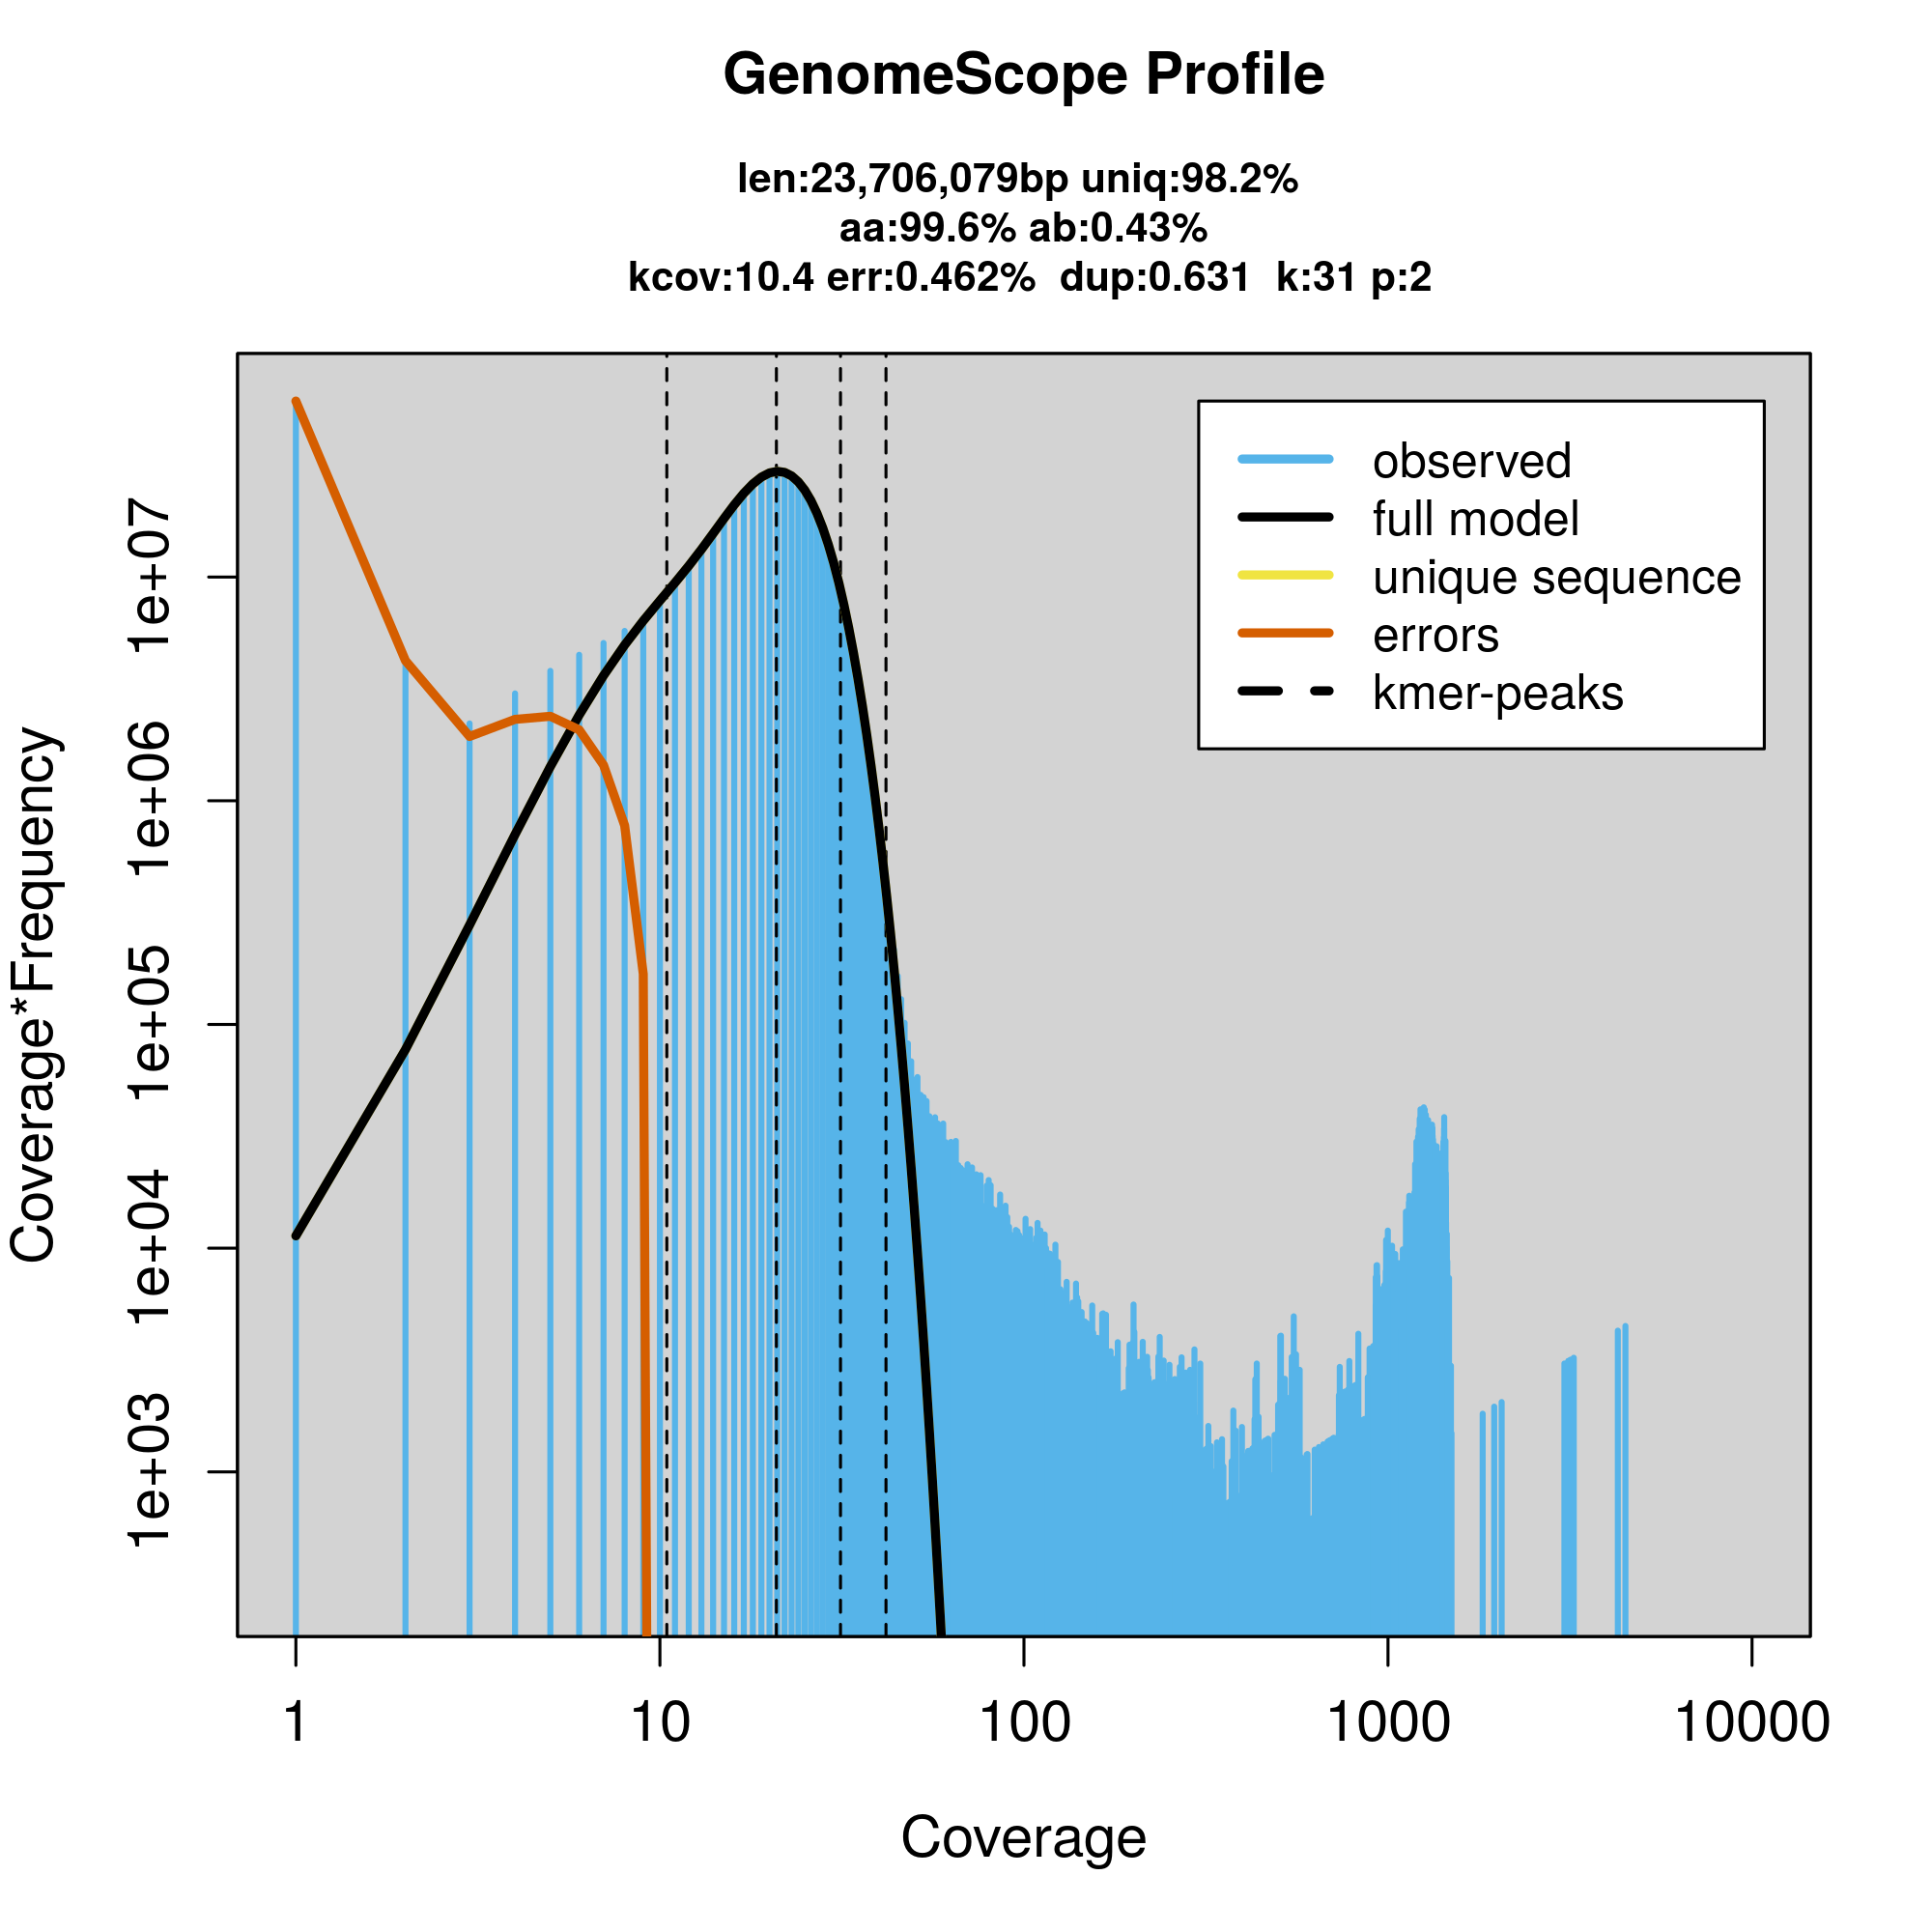 GenomeScope Profile
len:23,706,079bp uniq:98.2%
aa:99.6% ab:0.43%
kcov:10.4 err:0.462% dup:0.631 k:31 p:2
observed
full model
unique sequence
errors
kmer-peaks
Coverage*Frequency
1e+07
1e+06
1e+05
1e+04
1e+03
1
10
100
1000
10000
Coverage